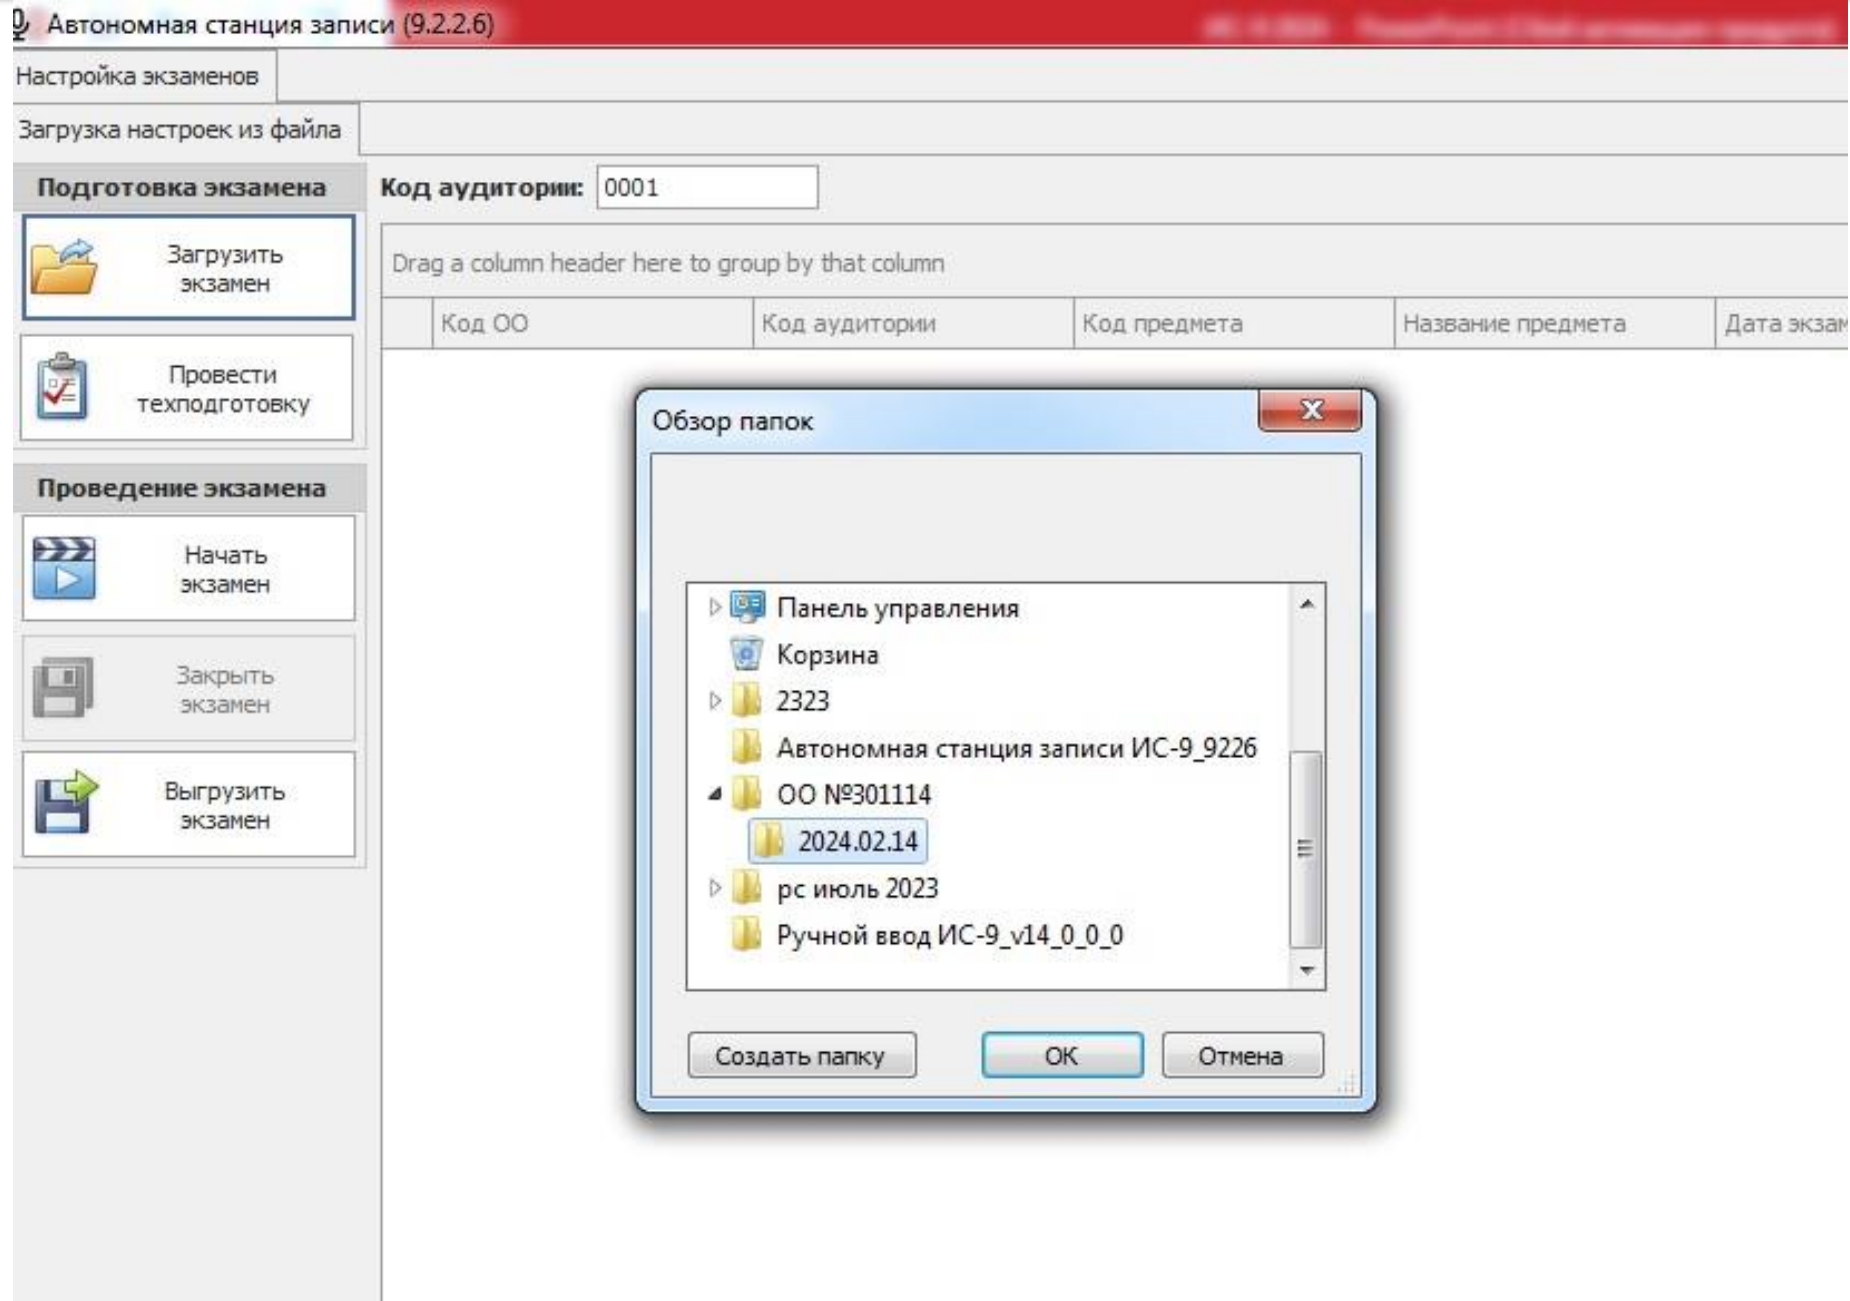 Автономная станция записи (9.2.2.6)
Настройка экзаменов
Загрузка настроек из файла
Подготовка экзамена
Загрузить
экзамен
Провести
техподготовку
Проведение экзамена
Начать
экзамен
Закрыть
экзамен
Выгрузить
экзамен
Код аудитории: 0001
Drag a column header here to group by that column
Код ОО Код аудитории Код предмета Название предмета Дата экзам
Обзор папок
Панель управления
Корзина
2323
Автономная станция записи ИС-9_9226
ОО №301114
2024.02.14
рс июль 2023
Ручной ввод ИС-9_v14_0_0_0
Создать папку ОК Отмена